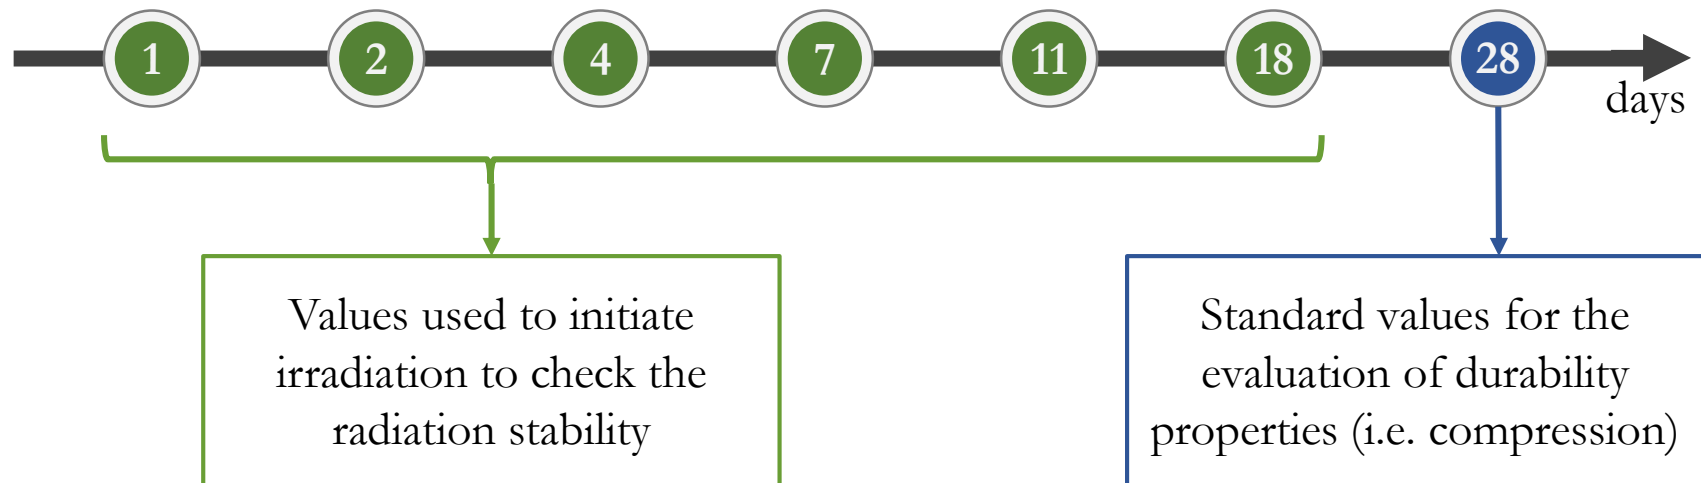 1 2 4 7 11 18 28
days
Values used to initiate
irradiation to check the
radiation stability
Standard values for the
evaluation of durability
properties (i.e. compression)